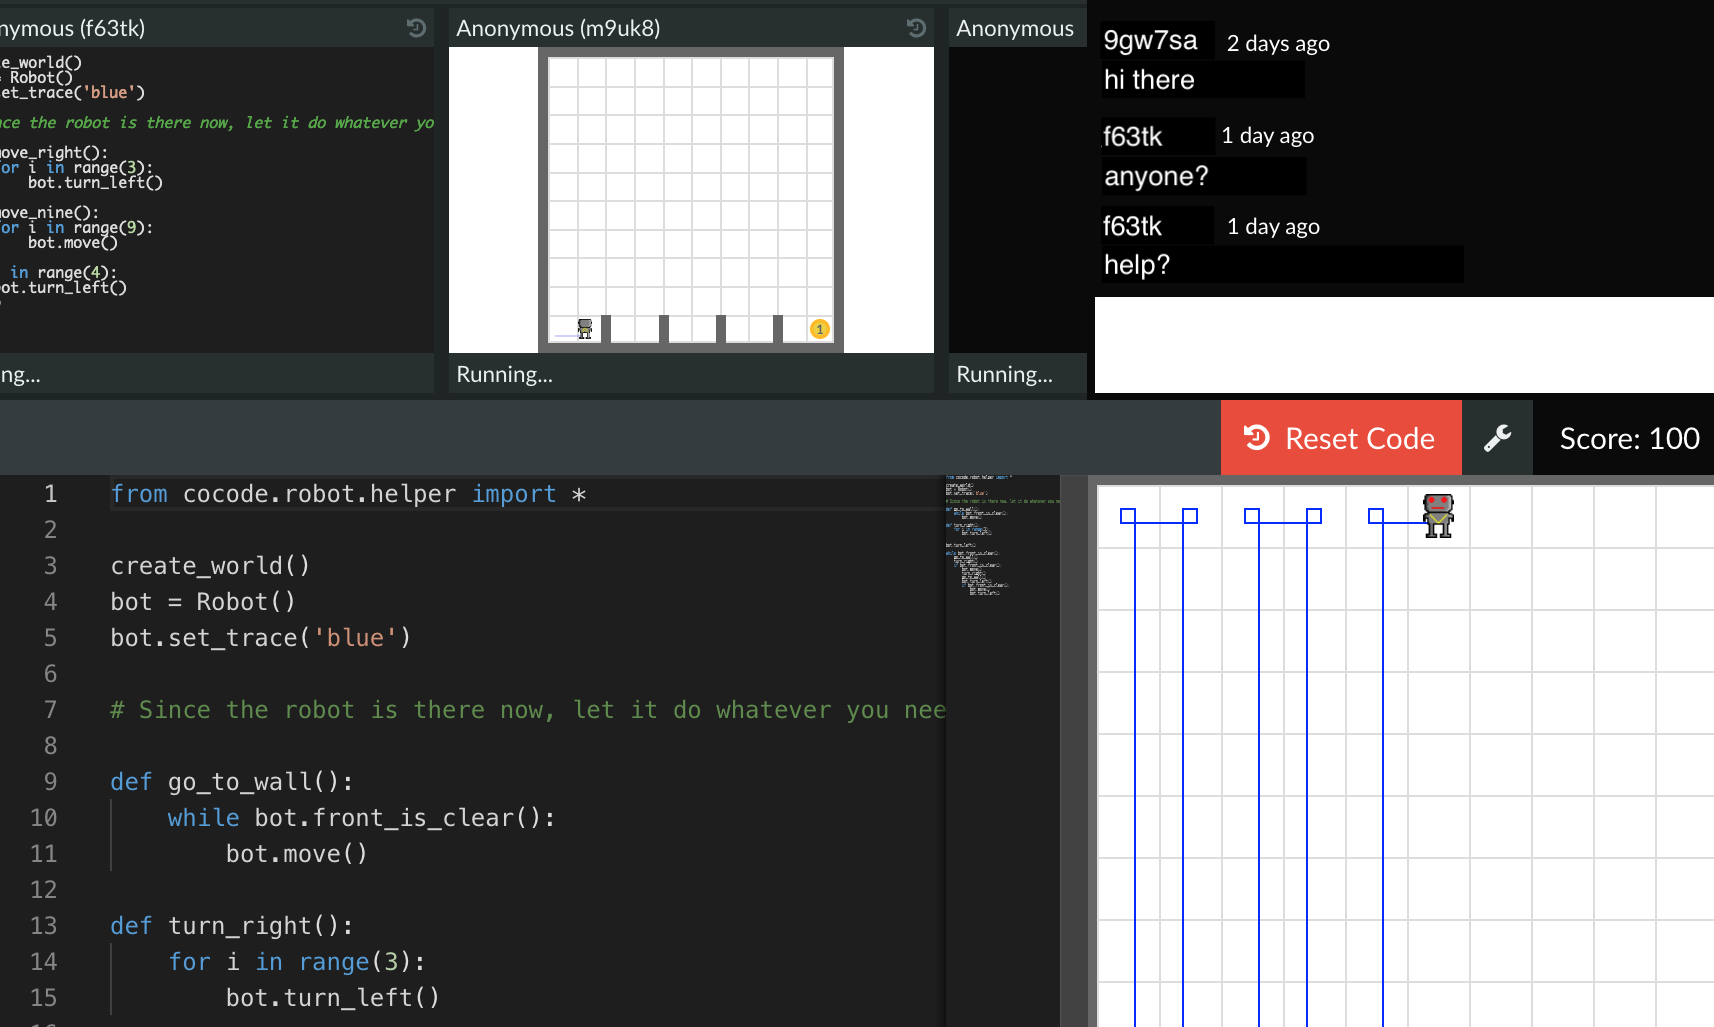 nymous (f63tk)
e_world()
= Robot()
et_trace('blue')
ce the robot is there now, let it do whatever yo
ove_right():
or i in range(3):
bot.turn_left()
ove_nine():
or i in range(9):
bot.move()
in range(4):
ot.turn_left()
ng...
Anonymous (m9uk8)
1
Running...
Anonymous
Running...
9gw7sa 2 days ago
hi there
f63tk 1 day ago
anyone?
f63tk 1 day ago
help?
Reset Code
Score: 100
1 from cocode.robot.helper import *
2
3 create_world()
4 bot = Robot()
5 bot.set_trace('blue')
6
7 # Since the robot is there now, let it do whatever you nee
8
9 def go_to_wall():
10 while bot.front_is_clear():
11 bot.move()
12
13 def turn_right():
14 for i in range(3):
15 bot.turn_left()